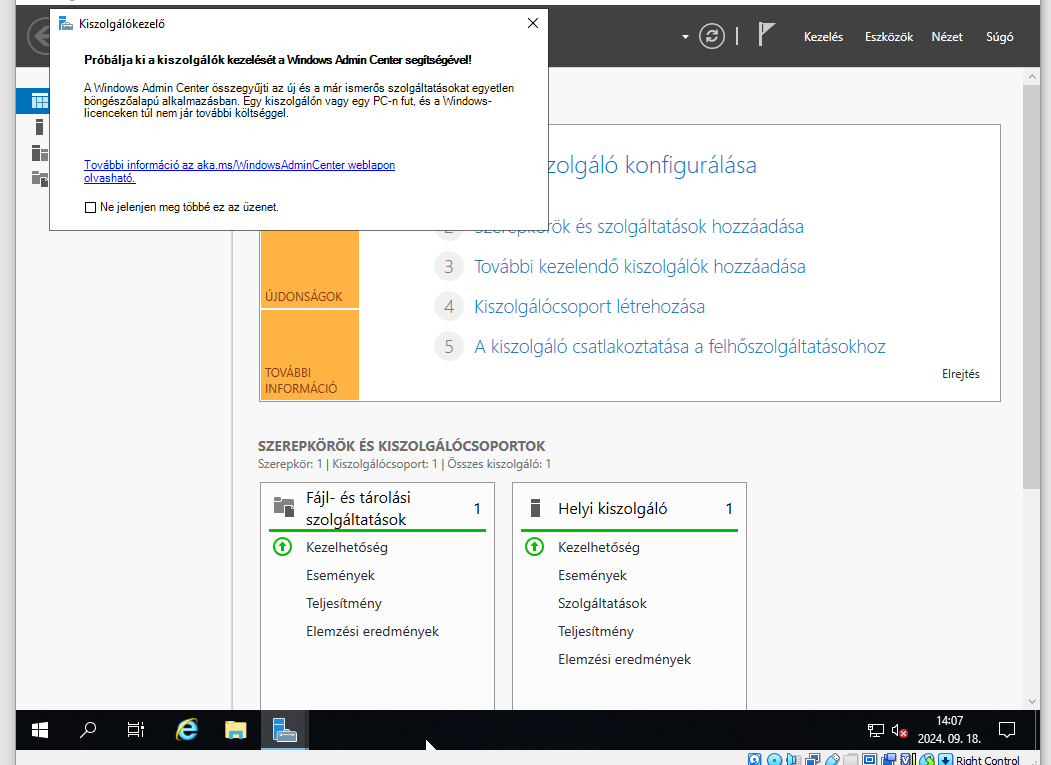 Kiszolgálókezelő
Próbálja ki a kiszolgálók kezelését a Windows Admin Center segítségével!
A Windows Admin Center összegyűjti az új és a már ismerős szolgáltatásokat egyetlen
böngészőalapú alkalmazásban. Egy kiszolgálón vagy egy PC-n fut, és a Windows-
licenceken túl nem jár további költséggel.
További információ az aka.ms/WindowsAdminCenter weblapon
olvasható.
Ne jelenjen meg többé ez az üzenet.
Kezelés
Eszközök
Nézet
Súgó
konfigurálása
Szerepkörök és szolgáltatások hozzáadása
3 További kezelendő kiszolgálók hozzáadása
4 Kiszolgálócsoport létrehozása
5 A kiszolgáló csatlakoztatása a felhőszolgáltatásokhoz
ÚJDONSÁGOK
TOVÁBBI
INFORMÁCIÓ
Elrejtés
SZEREPKÖRÖK ÉS KISZOLGÁLÓCSOPORTOK
Szerepkör: 1 | Kiszolgálócsoport: 1 | Összes kiszolgáló: 1
Fájl- és tárolási
szolgáltatások
1
Kezelhetőség
Események
Teljesítmény
Elemzési eredmények
Helyi kiszolgáló 1
Kezelhetőség
Események
Szolgáltatások
Teljesítmény
Elemzési eredmények
14:07
2024. 09. 18.
Right Control